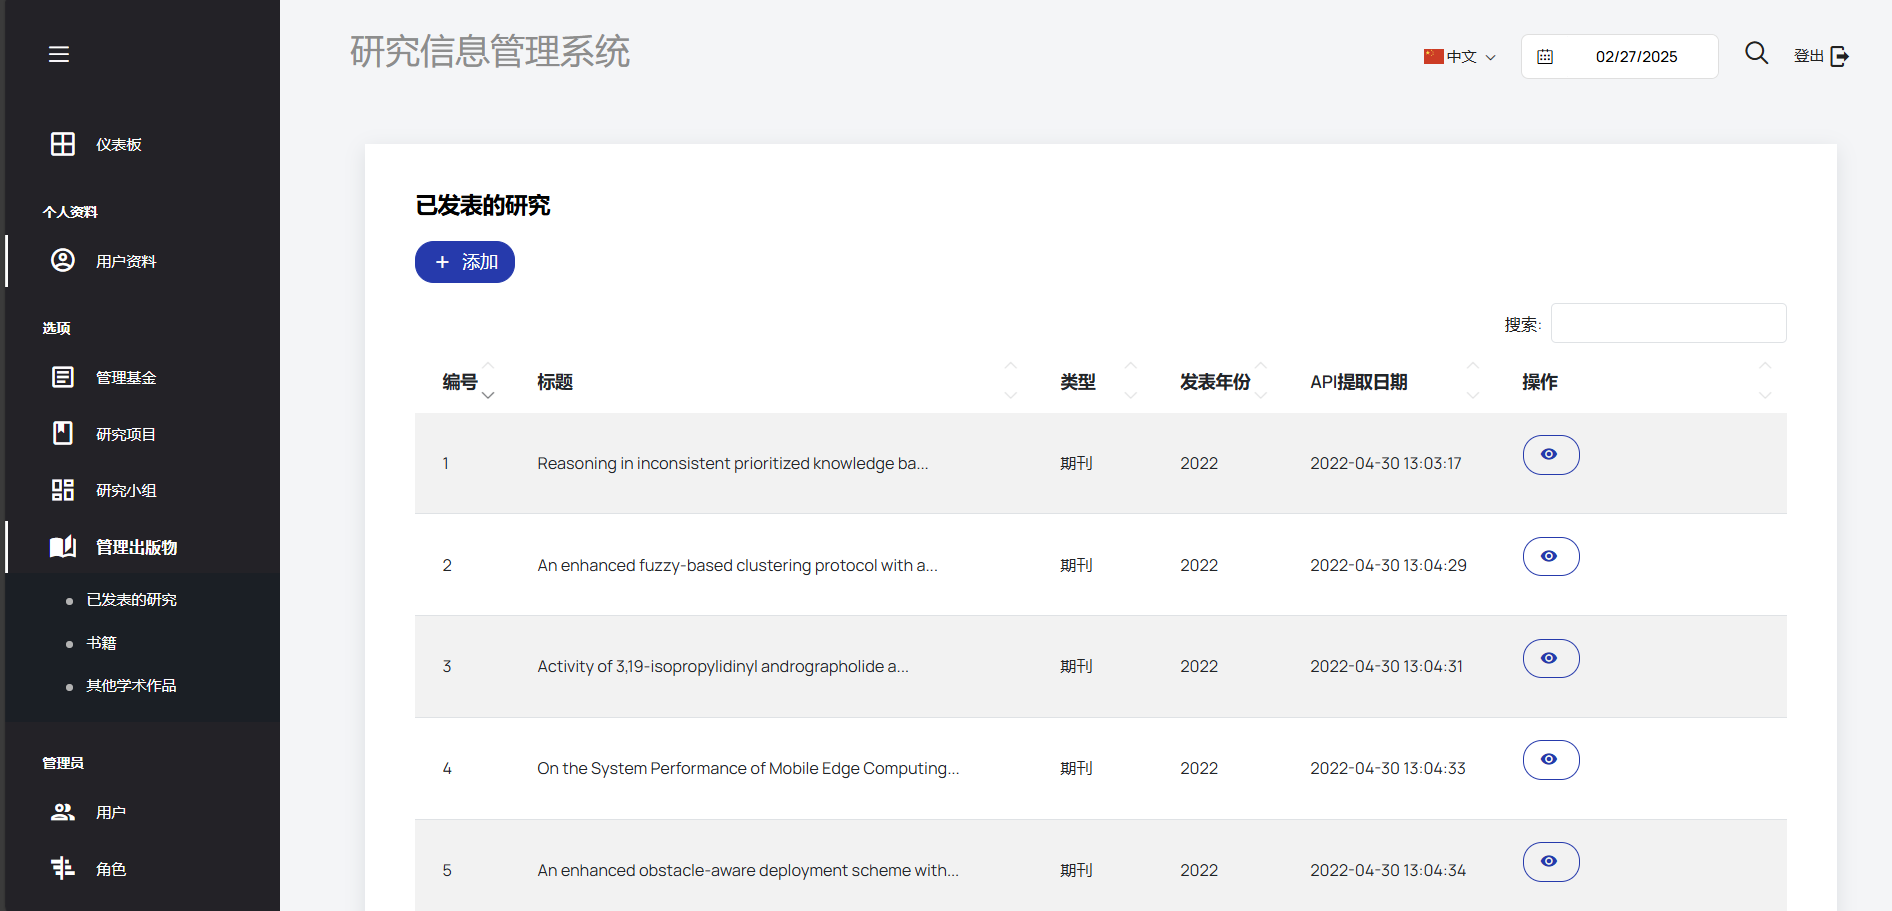 研究信息管理系统
中文
02/27/2025
登出
仪表板
个人资料
用户资料
选项
管理基金
研究项目
研究小组
管理出版物
已发表的研究
书籍
其他学术作品
管理员
用户
角色
已发表的研究
+ 添加
搜索:
编号 标题 类型 发表年份 API提取日期 操作
1 Reasoning in inconsistent prioritized knowledge ba... 期刊 2022 2022-04-30 13:03:17
2 An enhanced fuzzy-based clustering protocol with a... 期刊 2022 2022-04-30 13:04:29
3 Activity of 3,19-isopropylidinyl andrographolide a... 期刊 2022 2022-04-30 13:04:31
4 On the System Performance of Mobile Edge Computing... 期刊 2022 2022-04-30 13:04:33
5 An enhanced obstacle-aware deployment scheme with... 期刊 2022 2022-04-30 13:04:34